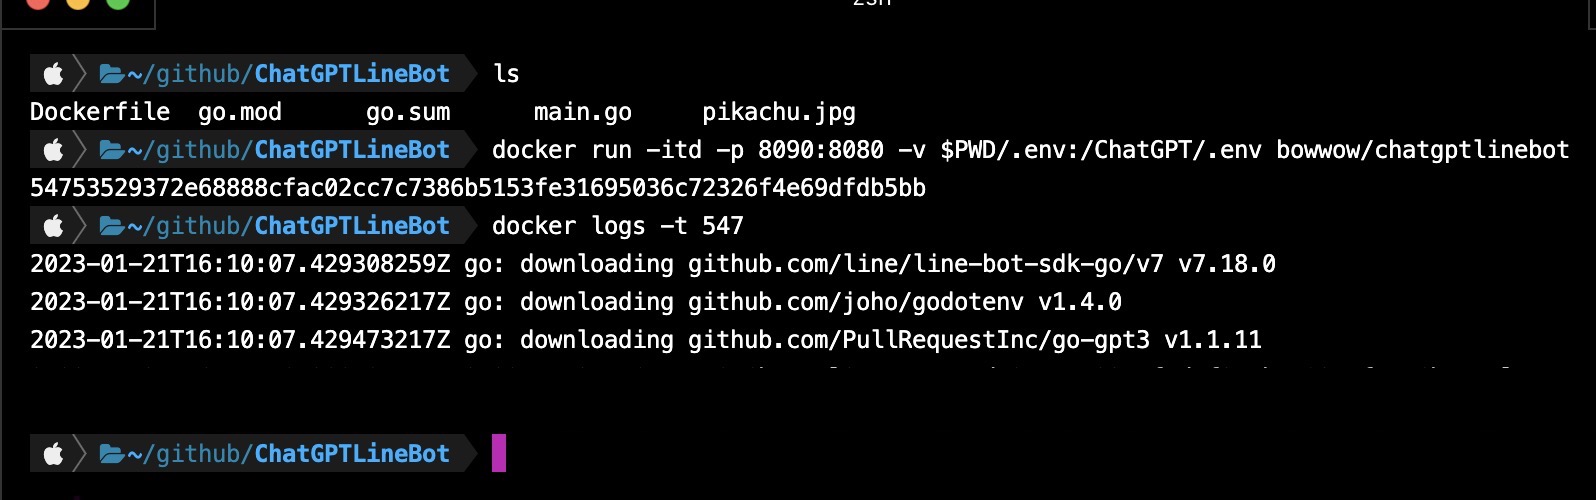 zsh
~/github/ChatGPTLineBot ls
Dockerfile go.mod go.sum main.go pikachu.jpg
~/github/ChatGPTLineBot docker run -itd -p 8090:8080 -v $PWD/.env:/ChatGPT/.env bowwow/chatgptlinebot
54753529372e68888cfac02cc7c7386b5153fe31695036c72326f4e69dfdb5bb
~/github/ChatGPTLineBot docker logs -t 547
2023-01-21T16:10:07.429308259Z go: downloading github.com/line/line-bot-sdk-go/v7 v7.18.0
2023-01-21T16:10:07.429326217Z go: downloading github.com/joho/godotenv v1.4.0
2023-01-21T16:10:07.429473217Z go: downloading github.com/PullRequestInc/go-gpt3 v1.1.11
~/github/ChatGPTLineBot